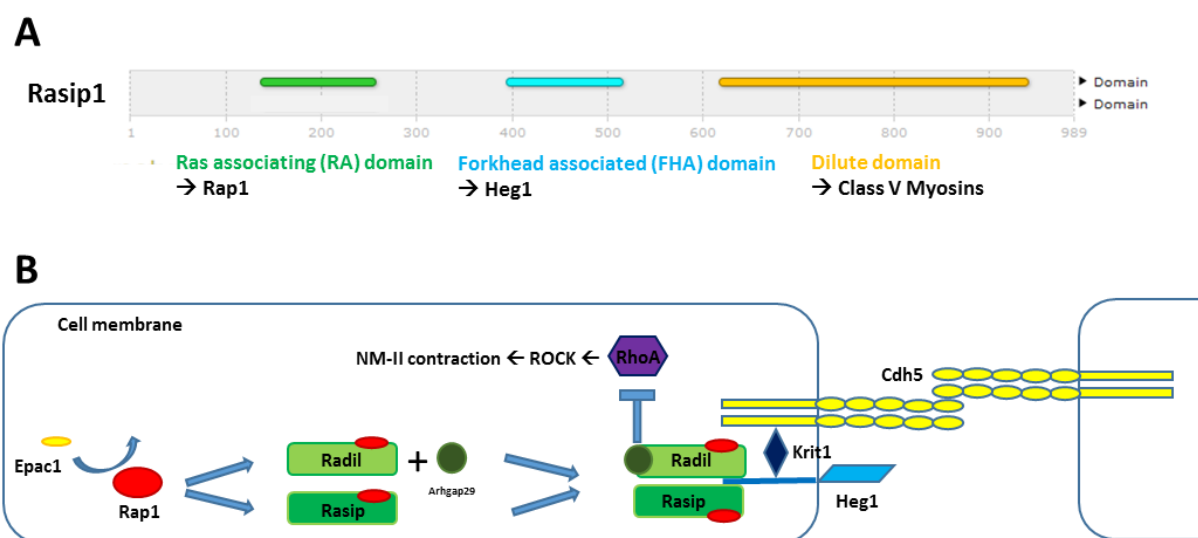 A
Rasip1
Domain
Domain
1 100 200 300 400 500 600 700 800 900 989
Ras associating (RA) domain
→ Rap1
Forkhead associated (FHA) domain
→ Heg1
Dilute domain
→ Class V Myosins
B
Cell membrane
NM-II contraction ← ROCK ← RhoA
Cdh5
Epac1
Rap1
Radil
+
Arhgap29
Rasip
Radil
Krit1
Rasip
Heg1